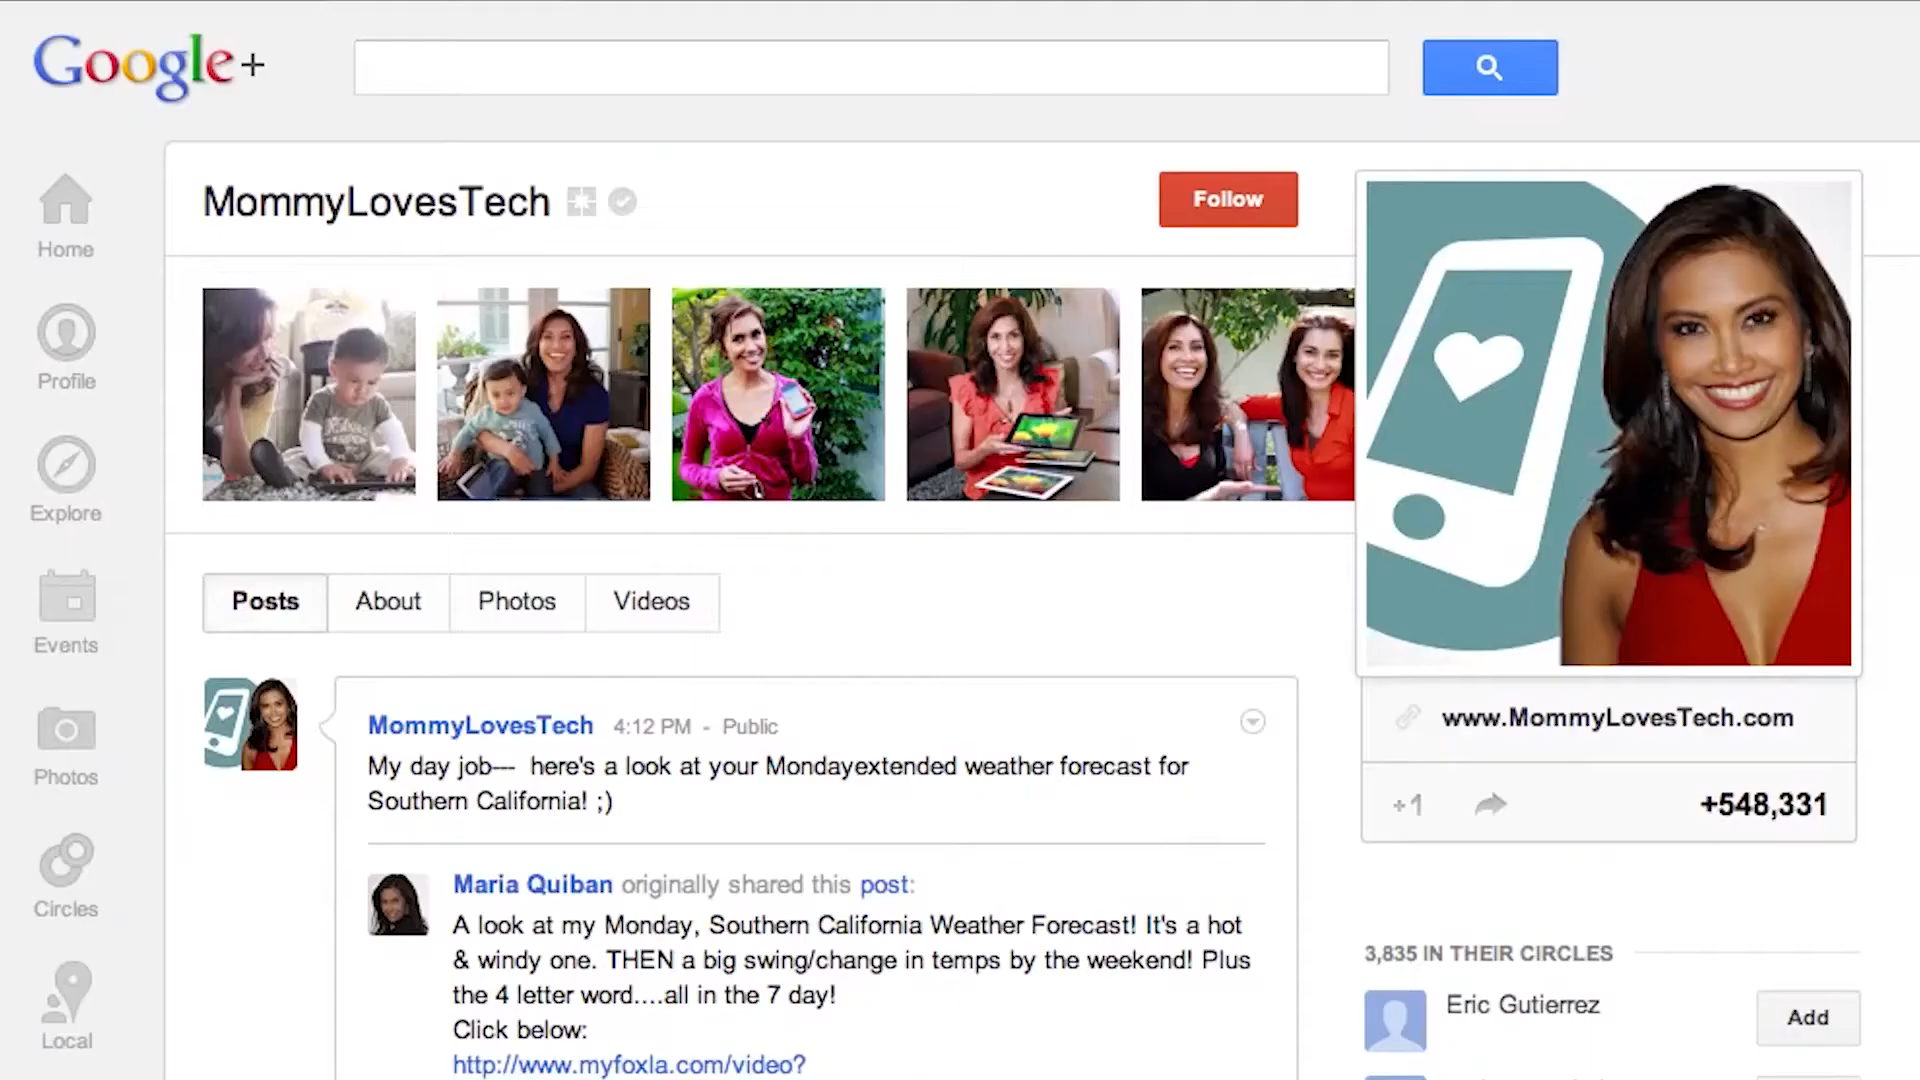 Google+
MommyLovesTech
Follow
Home
Profile
Explore
Events
Photos
Circles
Local
Posts
About
Photos
Videos
MommyLovesTech 4:12 PM - Public
My day job--- here's a look at your Mondayextended weather forecast for
Southern California! ;)
Maria Quiban originally shared this post:
A look at my Monday, Southern California Weather Forecast! It's a hot
& windy one. THEN a big swing/change in temps by the weekend! Plus
the 4 letter word....all in the 7 day!
Click below:
http://www.myfoxla.com/video?
www.MommyLovesTech.com
+1
+548,331
3,835 IN THEIR CIRCLES
Eric Gutierrez
Add